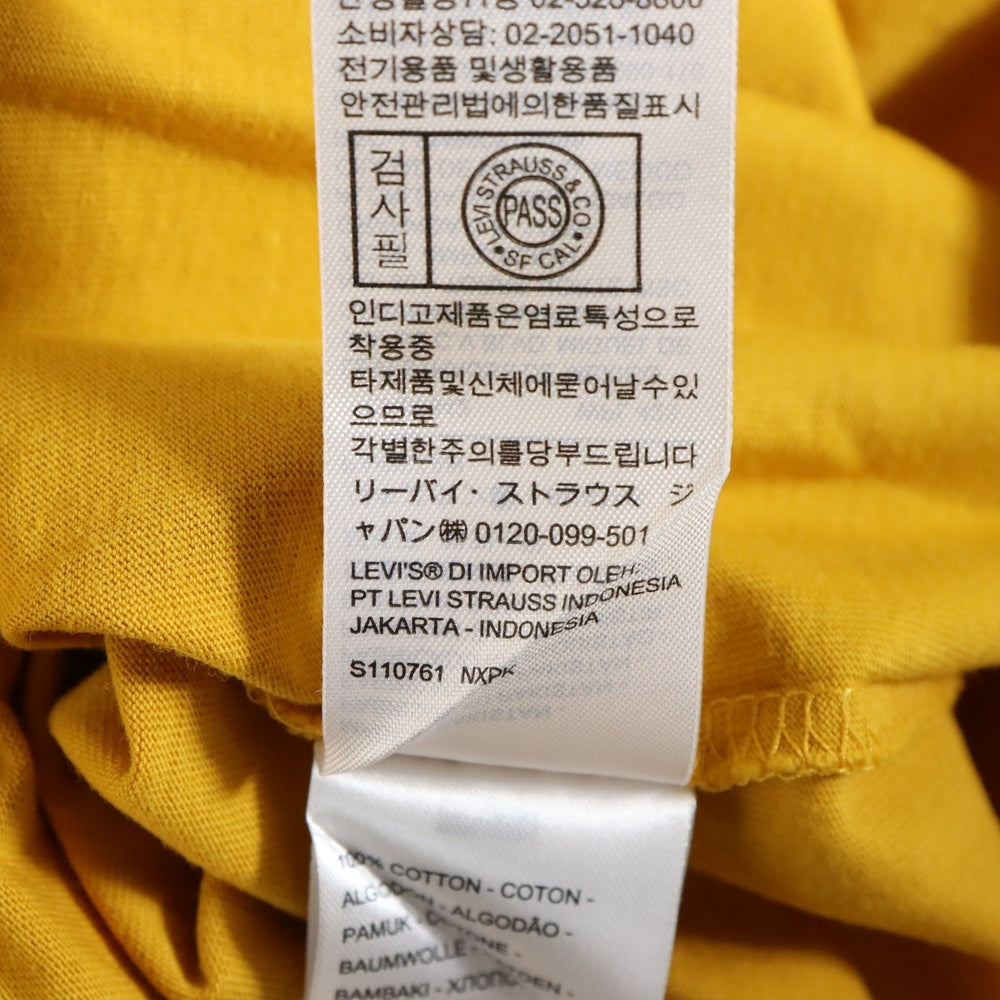 02-528-8800
소비자상담: 02-2051-1040
전기용품 및생활용품
안전관리법에의한품질표시
검
사
필
LEVI STRAUSS & CO
SF CAL
PASS
인디고제품은염료특성으로
착용중
타제품및신체에묻어날수있
으므로
각별한주의를당부드립니다
リーバイ・ストラウス ジ
ャパン㈱ 0120-099-501
LEVI'S® DI IMPORT OLEH:
PT LEVI STRAUSS INDONESIA
JAKARTA - INDONESIA
S110761 NXPK
100% COTTON - COTON -
ALGODON - ALGODÃO -
PAMUK - COTONE -
BAUMWOLLE -
BAMBAKI -